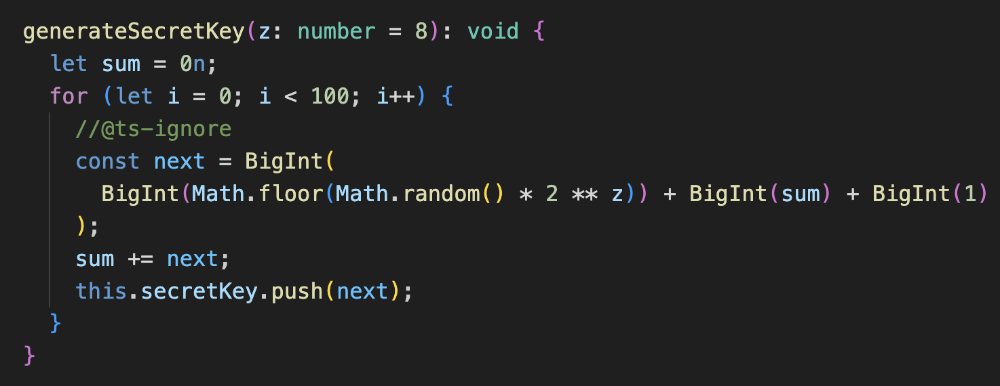 generateSecretKey(z: number = 8): void {
  let sum = 0n;
  for (let i = 0; i < 100; i++) {
    //@ts-ignore
    const next = BigInt(
      BigInt(Math.floor(Math.random() * 2 ** z)) + BigInt(sum) + BigInt(1)
    );
    sum += next;
    this.secretKey.push(next);
  }
}